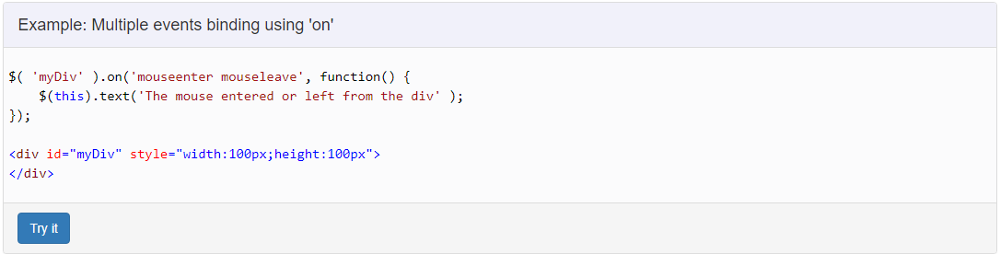 Example: Multiple events binding using 'on'
$( 'myDiv' ).on('mouseenter mouseleave', function() {
    $(this).text('The mouse entered or left from the div' );
});
<div id="myDiv" style="width:100px;height:100px">
</div>
Try it